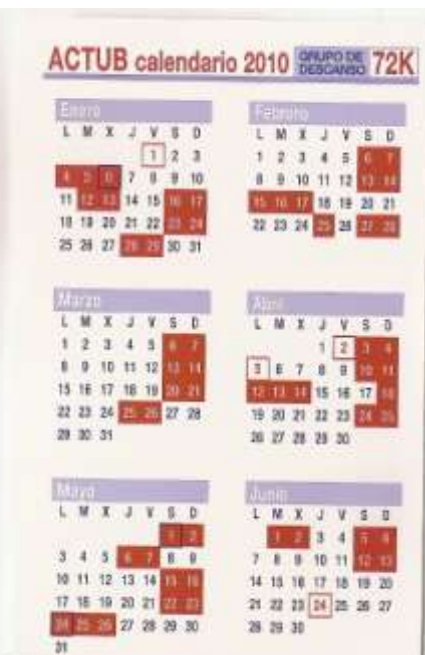 ACTUB calendario 2010 GRUPO DE DESCANSO 72K
Enero
L M X J V S D
1 2 3
4 5 6 7 8 9 10
11 12 13 14 15 16 17
18 19 20 21 22 23 24
25 26 27 28 29 30 31
Febrero
L M X J V S D
1 2 3 4 5 6 7
8 9 10 11 12 13 14
15 16 17 18 19 20 21
22 23 24 25 26 27 28
Marzo
L M X J V S D
1 2 3 4 5 6 7
8 9 10 11 12 13 14
15 16 17 18 19 20 21
22 23 24 25 26 27 28
29 30 31
Abril
L M X J V S D
1 2 3 4
5 6 7 8 9 10 11
12 13 14 15 16 17 18
19 20 21 22 23 24 25
26 27 28 29 30
Mayo
L M X J V S D
1 2
3 4 5 6 7 8 9
10 11 12 13 14 15 16
17 18 19 20 21 22 23
24 25 26 27 28 29 30
31
Junio
L M X J V S D
1 2 3 4 5 6
7 8 9 10 11 12 13
14 15 16 17 18 19 20
21 22 23 24 25 26 27
28 29 30